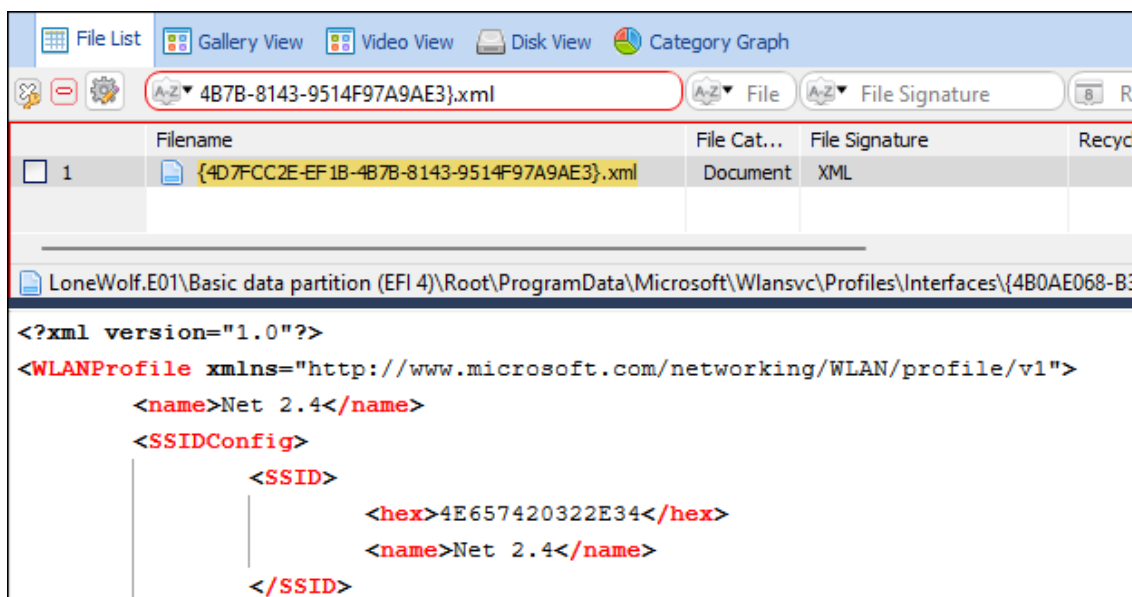 File List Gallery View Video View Disk View Category Graph
4B7B-8143-9514F97A9AE3}.xml File File Signature R
Filename File Cat... File Signature Recyc
1 {4D7FCC2E-EF1B-4B7B-8143-9514F97A9AE3}.xml Document XML
LoneWolf.E01\Basic data partition (EFI 4)\Root\ProgramData\Microsoft\Wlansvc\Profiles\Interfaces\{4B0AE068-B3
<?xml version="1.0"?>
<WLANProfile xmlns="http://www.microsoft.com/networking/WLAN/profile/v1">
<name>Net 2.4</name>
<SSIDConfig>
<SSID>
<hex>4E657420322E34</hex>
<name>Net 2.4</name>
</SSID>